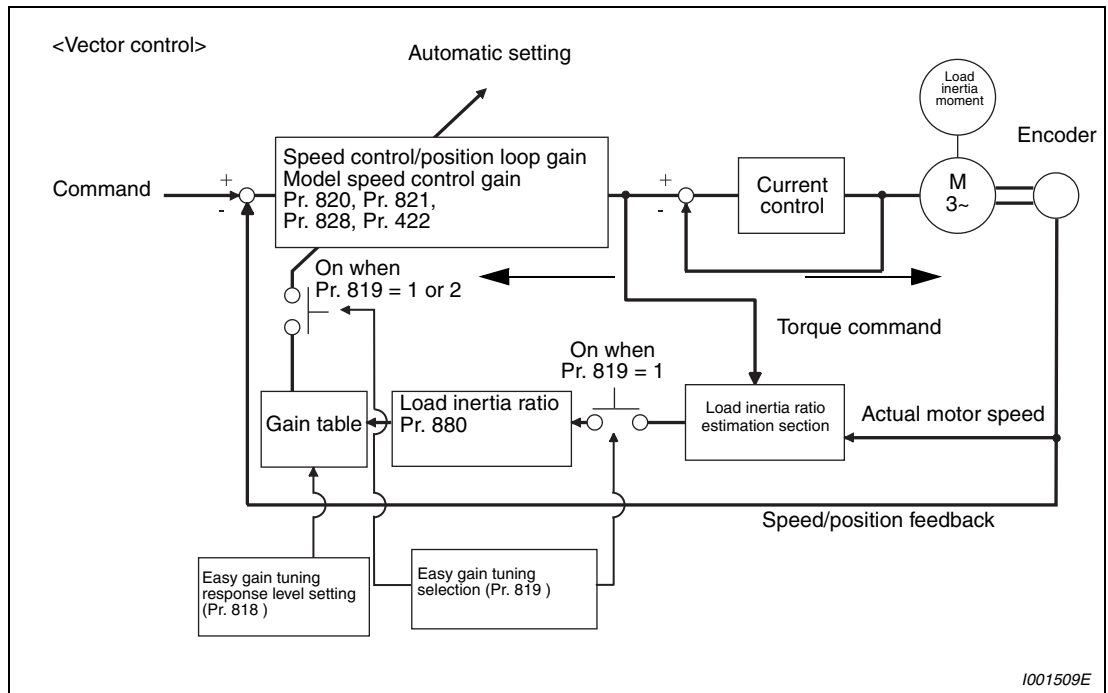 <Vector control>
Automatic setting
Load
inertia
moment
Encoder
Command
+
-
Speed control/position loop gain
Model speed control gain
Pr. 820, Pr. 821,
Pr. 828, Pr. 422
+
-
Current
control
M
3~
On when
Pr. 819 = 1 or 2
Torque command
On when
Pr. 819 = 1
Gain table
Load inertia ratio
Pr. 880
Load inertia ratio
estimation section
Actual motor speed
Speed/position feedback
Easy gain tuning
response level setting
(Pr. 818 )
Easy gain tuning
selection (Pr. 819 )
I001509E